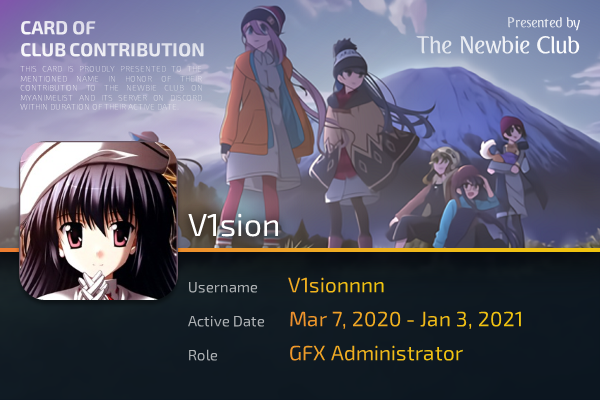 CARD OF
CLUB CONTRIBUTION
THIS CARD IS PROUDLY PRESENTED TO THE
MENTIONED NAME IN HONOR OF THEIR
CONTRIBUTION TO THE NEWBIE CLUB ON
MYANIMELIST AND ITS SERVER ON DISCORD
WITHIN DURATION OF THEIR ACTIVE DATE
Presented by
The Newbie Club
V1sion
Username V1sionnnn
Active Date Mar 7, 2020 - Jan 3, 2021
Role GFX Administrator